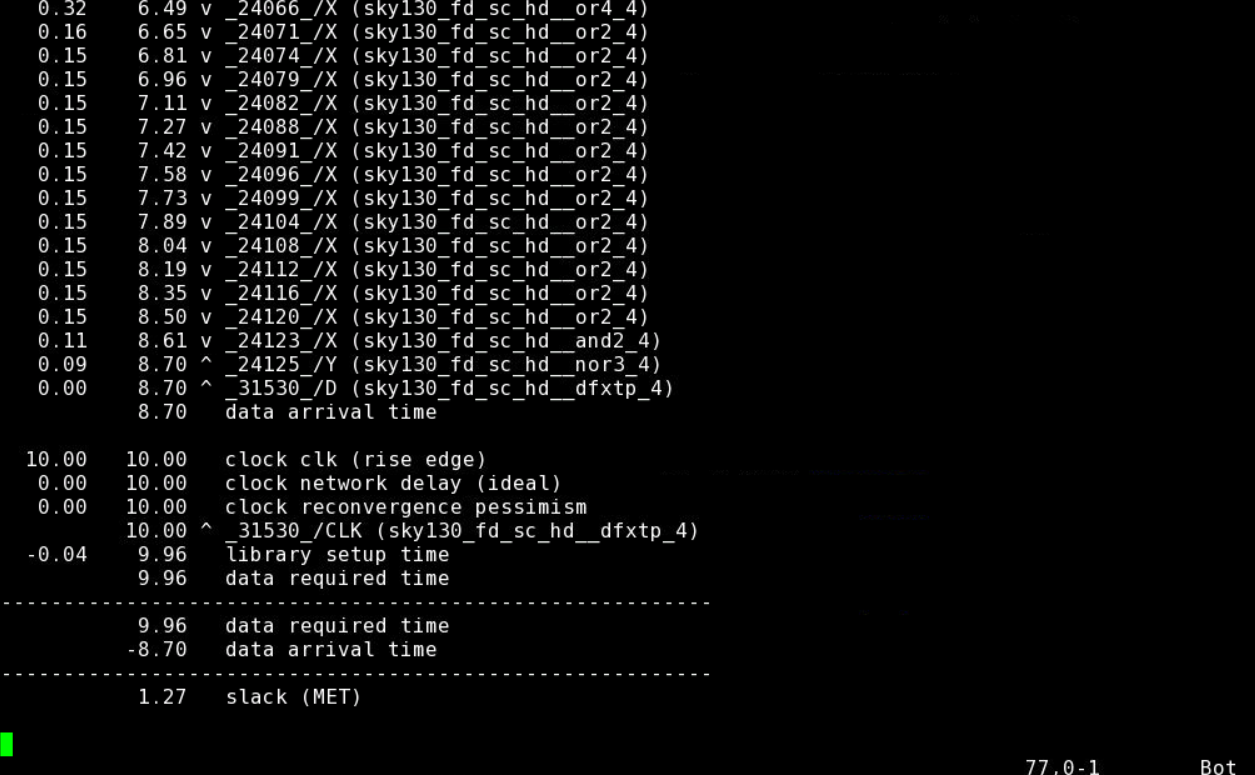 0.32 6.49 v _24066_/X (sky130_fd_sc_hd__or4_4)
0.16 6.65 v _24071_/X (sky130_fd_sc_hd__or2_4)
0.15 6.81 v _24074_/X (sky130_fd_sc_hd__or2_4)
0.15 6.96 v _24079_/X (sky130_fd_sc_hd__or2_4)
0.15 7.11 v _24082_/X (sky130_fd_sc_hd__or2_4)
0.15 7.27 v _24088_/X (sky130_fd_sc_hd__or2_4)
0.15 7.42 v _24091_/X (sky130_fd_sc_hd__or2_4)
0.15 7.58 v _24096_/X (sky130_fd_sc_hd__or2_4)
0.15 7.73 v _24099_/X (sky130_fd_sc_hd__or2_4)
0.15 7.89 v _24104_/X (sky130_fd_sc_hd__or2_4)
0.15 8.04 v _24108_/X (sky130_fd_sc_hd__or2_4)
0.15 8.19 v _24112_/X (sky130_fd_sc_hd__or2_4)
0.15 8.35 v _24116_/X (sky130_fd_sc_hd__or2_4)
0.15 8.50 v _24120_/X (sky130_fd_sc_hd__or2_4)
0.11 8.61 v _24123_/X (sky130_fd_sc_hd__and2_4)
0.09 8.70 ^ _24125_/Y (sky130_fd_sc_hd__nor3_4)
0.00 8.70 ^ _31530_/D (sky130_fd_sc_hd__dfxtp_4)
8.70 data arrival time
10.00 10.00 clock clk (rise edge)
0.00 10.00 clock network delay (ideal)
0.00 10.00 clock reconvergence pessimism
10.00 ^ _31530_/CLK (sky130_fd_sc_hd__dfxtp_4)
-0.04 9.96 library setup time
9.96 data required time
---------------------------------------------------------
9.96 data required time
-8.70 data arrival time
---------------------------------------------------------
1.27 slack (MET)
77,0-1 Bot